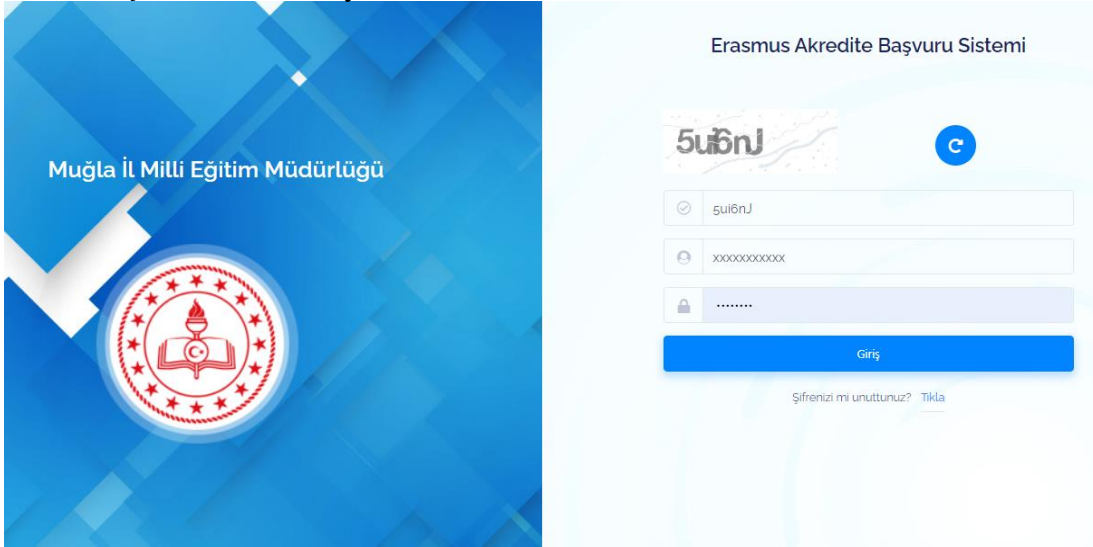 Muğla İl Milli Eğitim Müdürlüğü
Erasmus Akredite Başvuru Sistemi
5ui6nJ
5ui6nJ
xxxxxxxxxxx
••••••••
Giriş
Şifrenizi mi unuttunuz? Tıkla